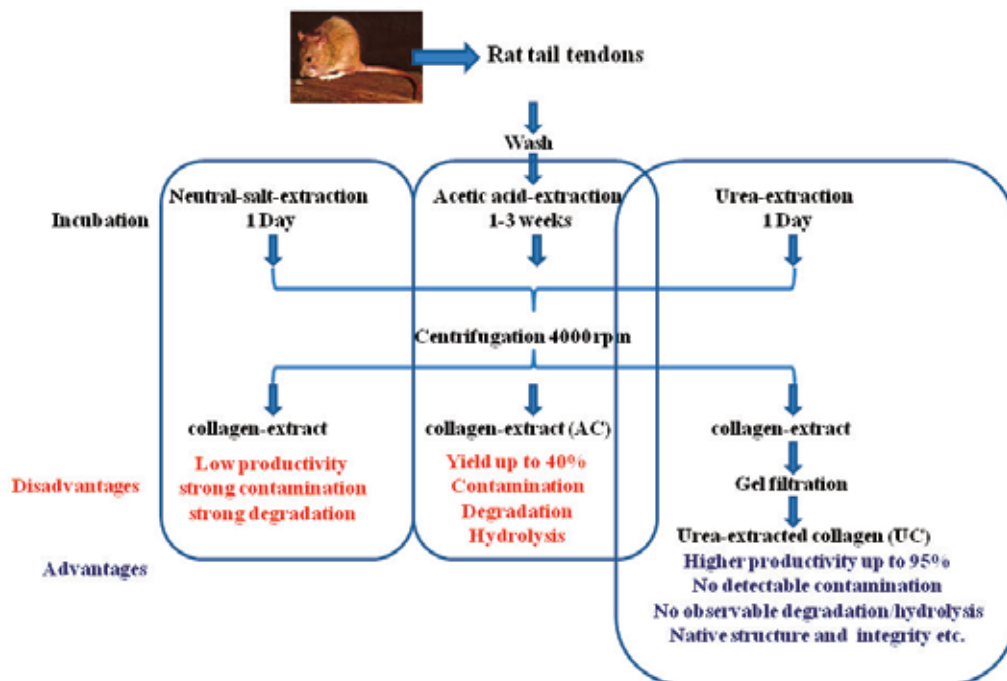 Rat tail tendons
Wash
Neutral-salt-extraction
1 Day
Acetic acid-extraction
1-3 weeks
Urea-extraction
1 Day
Incubation
Centrifugation 4000 rpm
collagen-extract
collagen-extract (AC)
collagen-extract
Disadvantages
Low productivity
strong contamination
strong degradation
Yield up to 40%
Contamination
Degradation
Hydrolysis
Gel filtration
Urea-extracted collagen (UC)
Advantages
Higher productivity up to 95%
No detectable contamination
No observable degradation/hydrolysis
Native structure and integrity etc.